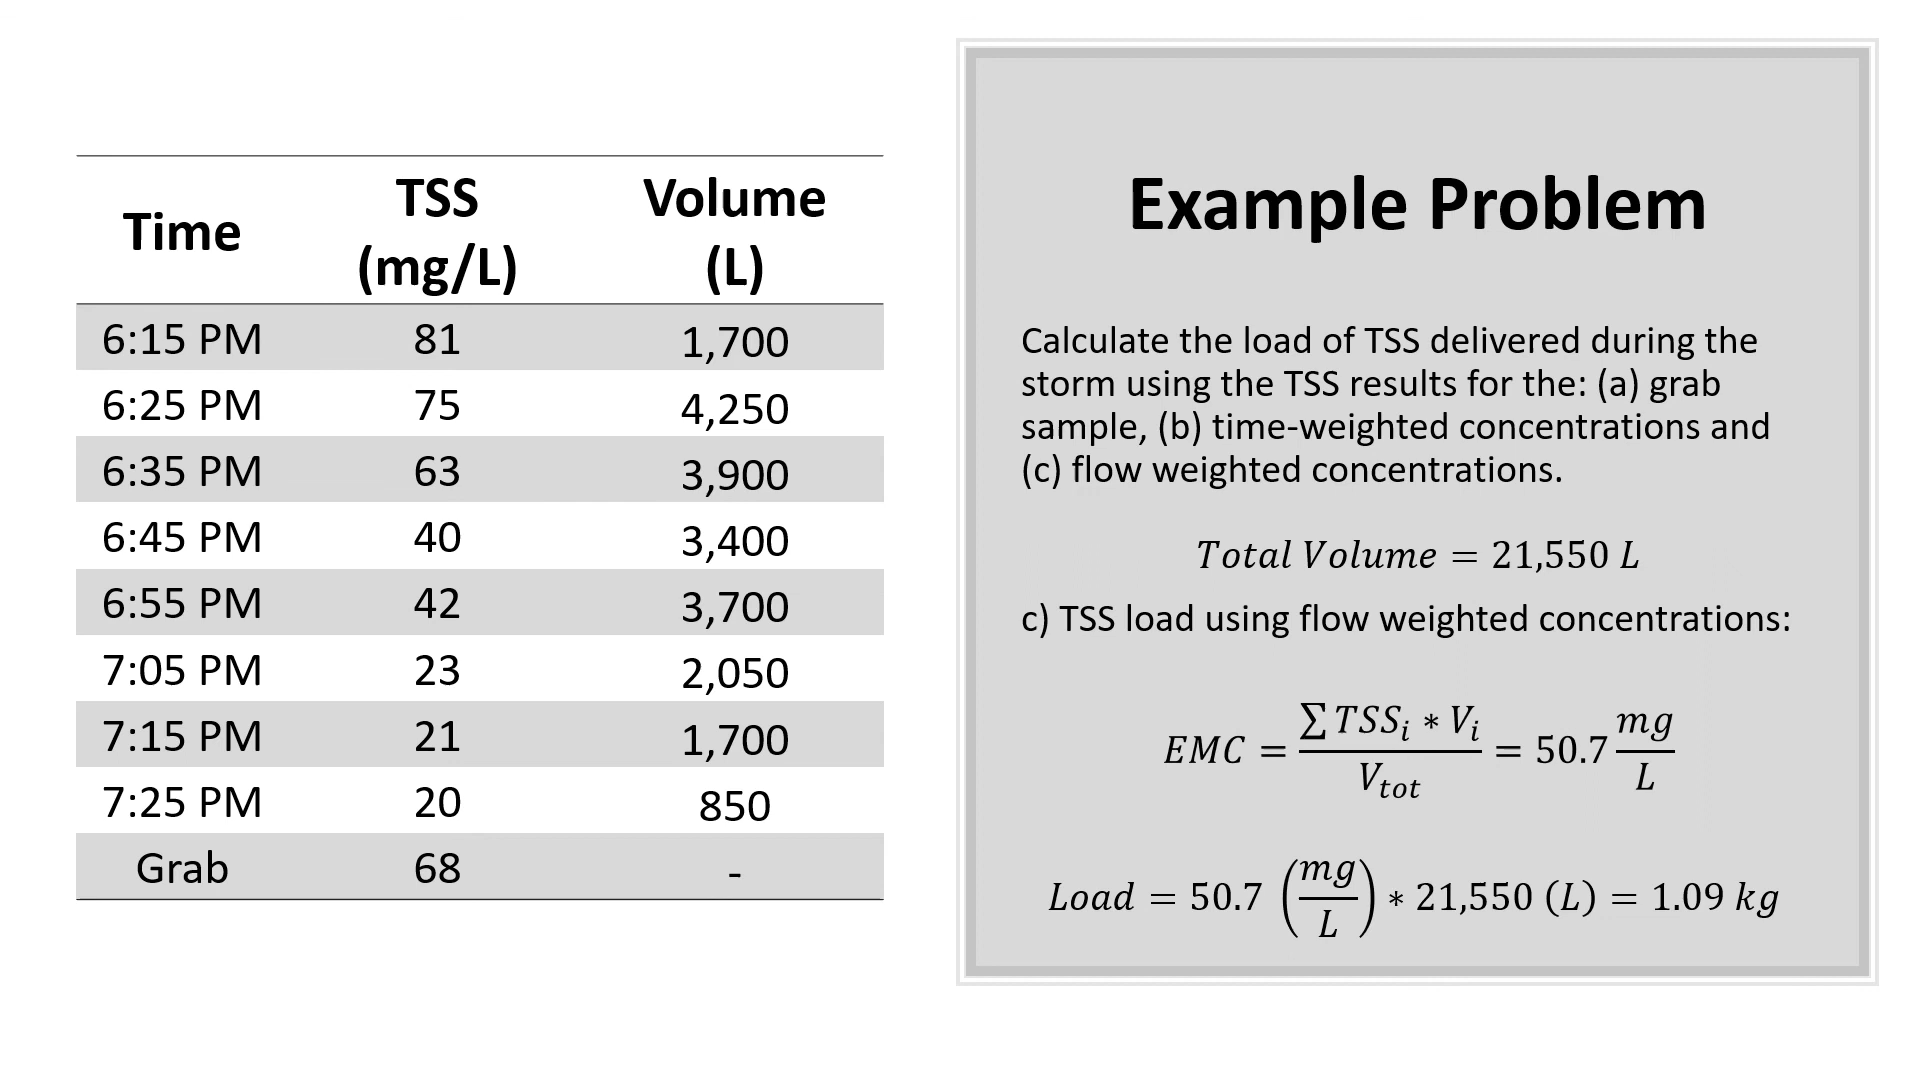 Time TSS (mg/L) Volume (L)
6:15 PM 81 1,700
6:25 PM 75 4,250
6:35 PM 63 3,900
6:45 PM 40 3,400
6:55 PM 42 3,700
7:05 PM 23 2,050
7:15 PM 21 1,700
7:25 PM 20 850
Grab 68 -
Example Problem
Calculate the load of TSS delivered during the
storm using the TSS results for the: (a) grab
sample, (b) time-weighted concentrations and
(c) flow weighted concentrations.
Total Volume = 21,550 L
c) TSS load using flow weighted concentrations:
EMC = ∑ TSSᵢ * Vᵢ / Vtot = 50.7 mg/L
Load = 50.7 (mg/L) * 21,550 (L) = 1.09 kg